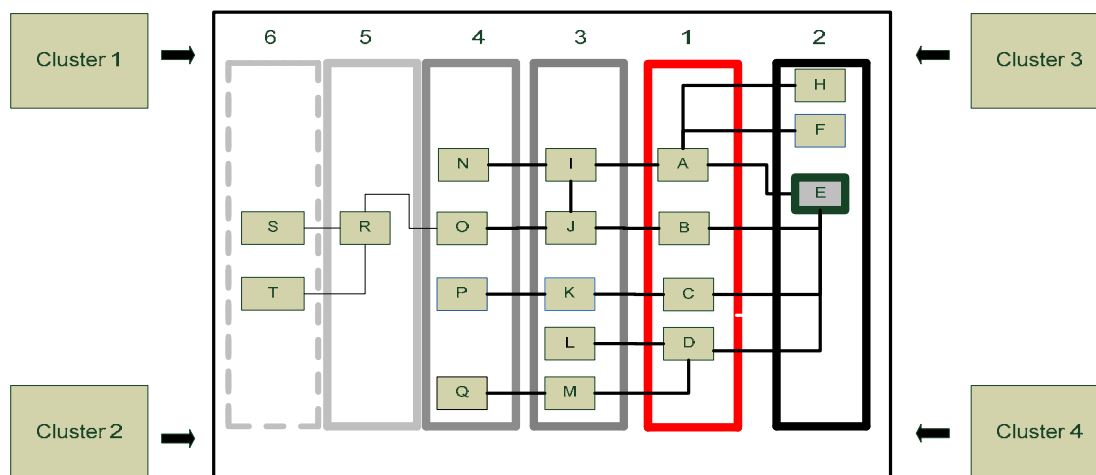 6 5 4 3 1 2
Cluster 1
Cluster 3
H
F
N I A
E
S R O J B
T P K C
L D
Q M
Cluster 2
Cluster 4